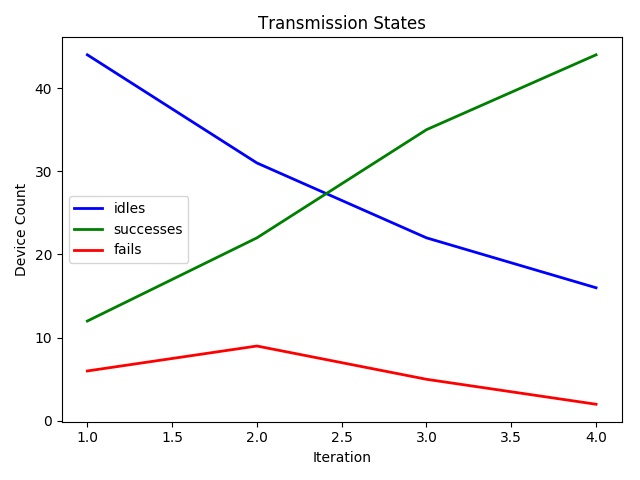 Transmission States
Device Count
40
30
20
10
0
idles
successes
fails
1.0 1.5 2.0 2.5 3.0 3.5 4.0
Iteration